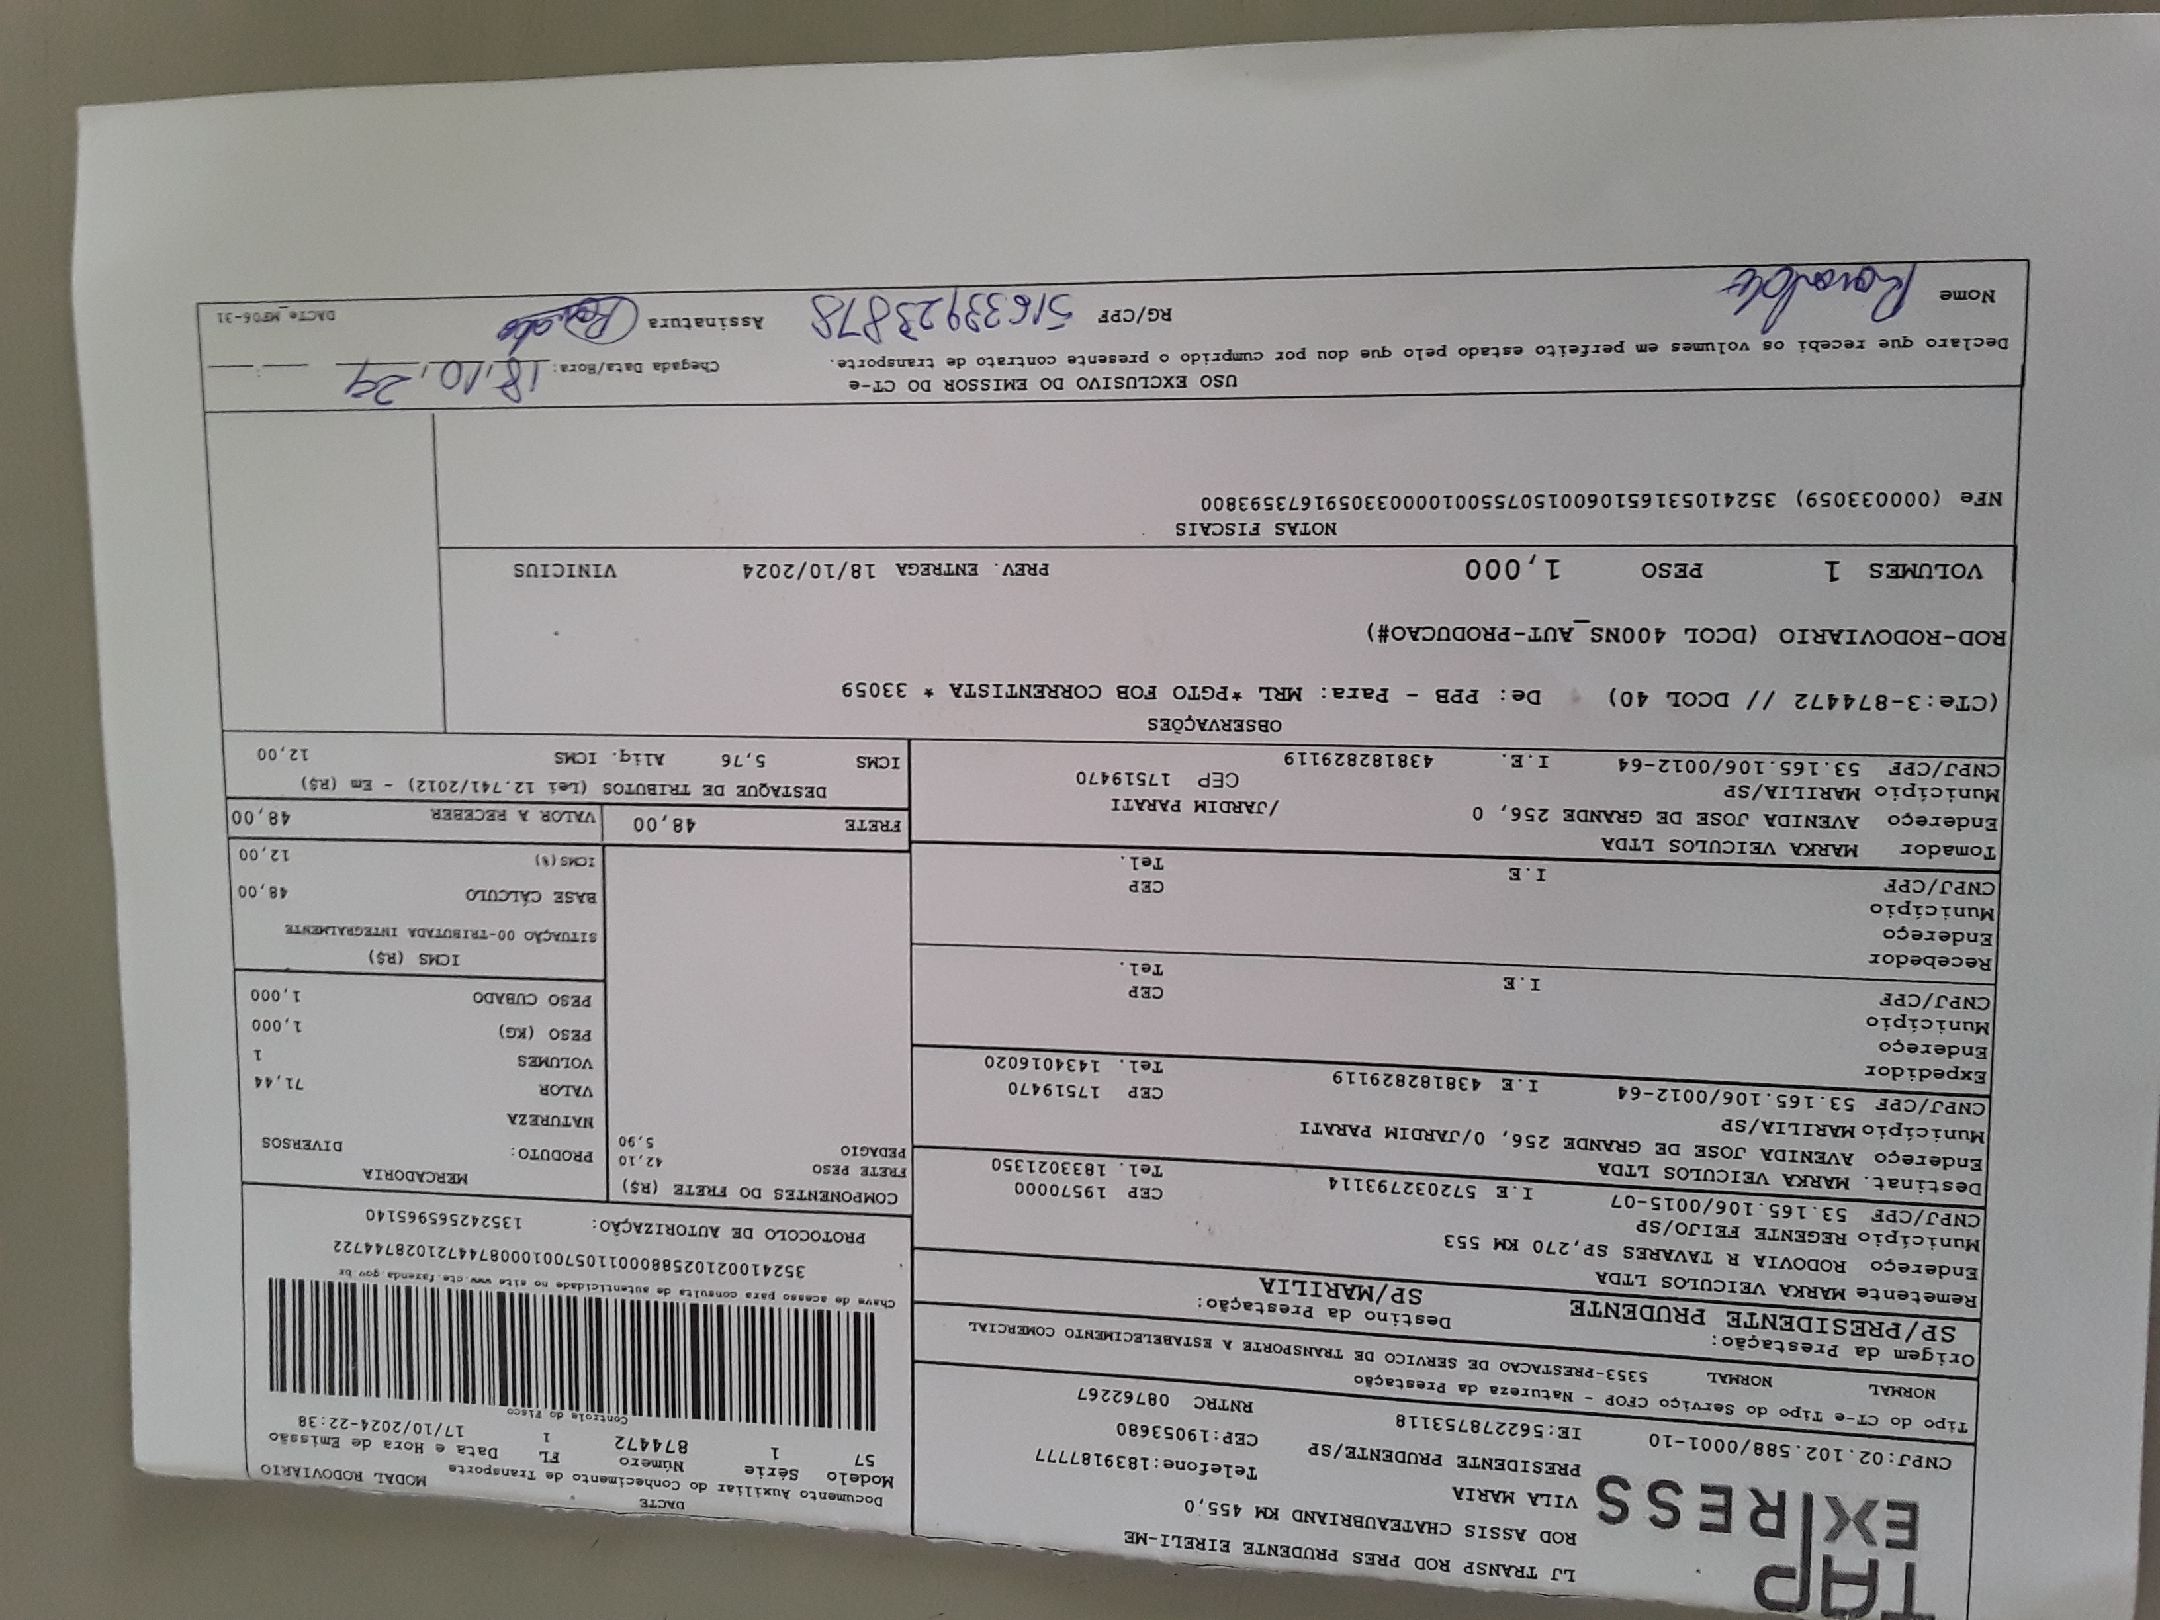 TAP
EXPRESS
LJ TRANSP ROD PRES PRUDENTE EIRELI-ME
ROD ASSIS CHATEAUBRIAND KM 455,0
VILA MARIA Telefone:1839187777
PRESIDENTE PRUDENTE/SP CEP:19053680
CNPJ:02.102.588/0001-10 IE:562278753118 RNTRC 08762267
DACTE
Documento Auxiliar do Conhecimento de Transporte MODAL RODOVIARIO
Modelo Série Número FL Data e Hora de Emissão
57 1 874472 1 17/10/2024-22:38
Controle do Fisco
Chave de acesso para consulta de autenticidade no site www.cte.fazenda.gov.br
35241002102588000110570010008744721028744722
PROTOCOLO DE AUTORIZAÇÃO: 135242565965140
Tipo do CT-e Tipo do Serviço CFOP - Natureza da Prestação
NORMAL NORMAL 5353-PRESTACAO DE SERVICO DE TRANSPORTE A ESTABELECIMENTO COMERCIAL
Origem da Prestação: Destino da Prestação:
SP/PRESIDENTE PRUDENTE SP/MARILIA
Remetente MARKA VEICULOS LTDA
Endereço RODOVIA R TAVARES SP,270 KM 553
Município REGENTE FEIJO/SP CEP 19570000
CNPJ/CPF 53.165.106/0015-07 I.E 572032793114 Tel. 1833021350
Destinat. MARKA VEICULOS LTDA
Endereço AVENIDA JOSE DE GRANDE 256, 0/JARDIM PARATI
Município MARILIA/SP CEP 17519470
CNPJ/CPF 53.165.106/0012-64 I.E 438182829119 Tel. 1434016020
Expedidor
Endereço
Município CEP
CNPJ/CPF I.E Tel.
Recebedor
Endereço
Município CEP
CNPJ/CPF I.E Tel.
Tomador MARKA VEICULOS LTDA
Endereço AVENIDA JOSE DE GRANDE 256, 0 /JARDIM PARATI
Município MARILIA/SP CEP 17519470
CNPJ/CPF 53.165.106/0012-64 I.E. 438182829119
COMPONENTES DO FRETE (R$)
FRETE PESO 42,10
PEDAGIO 5,90
MERCADORIA
PRODUTO: DIVERSOS
NATUREZA
VALOR 71,44
VOLUMES 1
PESO (KG) 1,000
PESO CUBADO 1,000
ICMS (R$)
SITUAÇÃO 00-TRIBUTADA INTEGRALMENTE
BASE CÁLCULO 48,00
ICMS(%) 12,00
FRETE 48,00 VALOR A RECEBER 48,00
DESTAQUE DE TRIBUTOS (Lei 12.741/2012) - Em (R$)
ICMS 5,76 Aliq. ICMS 12,00
OBSERVAÇÕES
(CTe:3-874472 // DCOL 40) De: PPB - Para: MRL*PGTO FOB CORRENTISTA * 33059
ROD-RODOVIARIO (DCOL 400NS_AUT-PRODUCAO#)
VOLUMES 1 PESO 1,000 PREV. ENTREGA 18/10/2024 VINICIUS
NOTAS FISCAIS
NFe (000033059) 35241053165106001507550010000330591673593800
USO EXCLUSIVO DO EMISSOR DO CT-e
Declaro que recebi os volumes em perfeito estado pelo que dou por cumprido o presente contrato de transporte. Chegada Data/Hora: 18,10,24
Nome RG/CPF 51633923878 Assinatura
DACTe_MF06-31